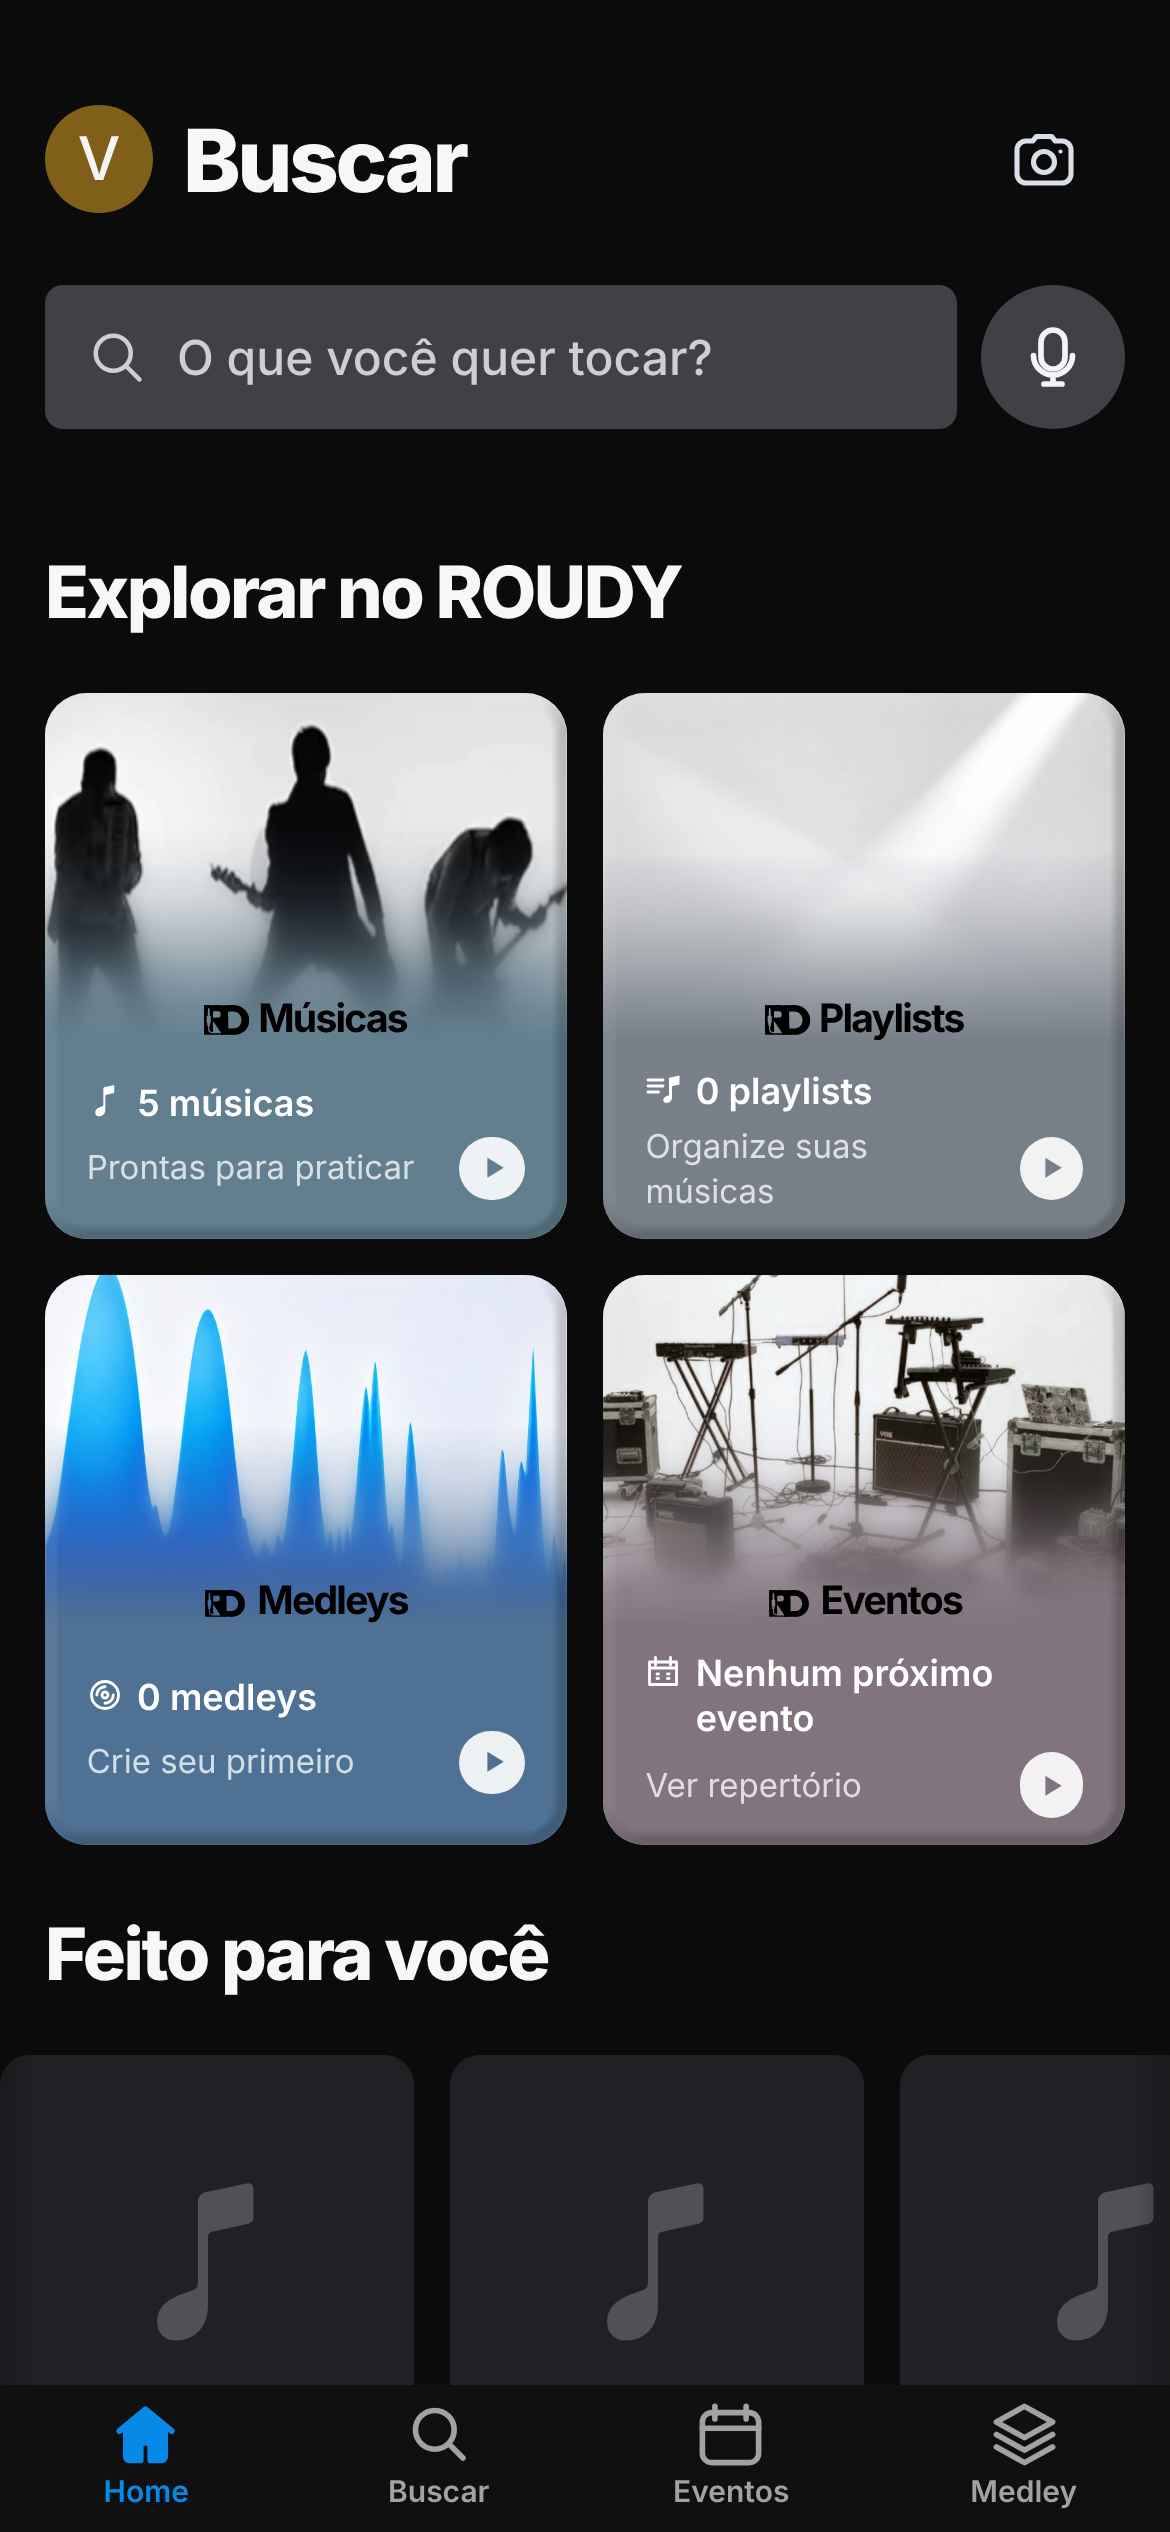 V
Buscar
O que você quer tocar?
Explorar no ROUDY
RD Músicas
5 músicas
Prontas para praticar
RD Playlists
0 playlists
Organize suas
músicas
RD Medleys
0 medleys
Crie seu primeiro
VOX
VOX
RD Eventos
Nenhum próximo
evento
Ver repertório
Feito para você
Home
Buscar
Eventos
Medley